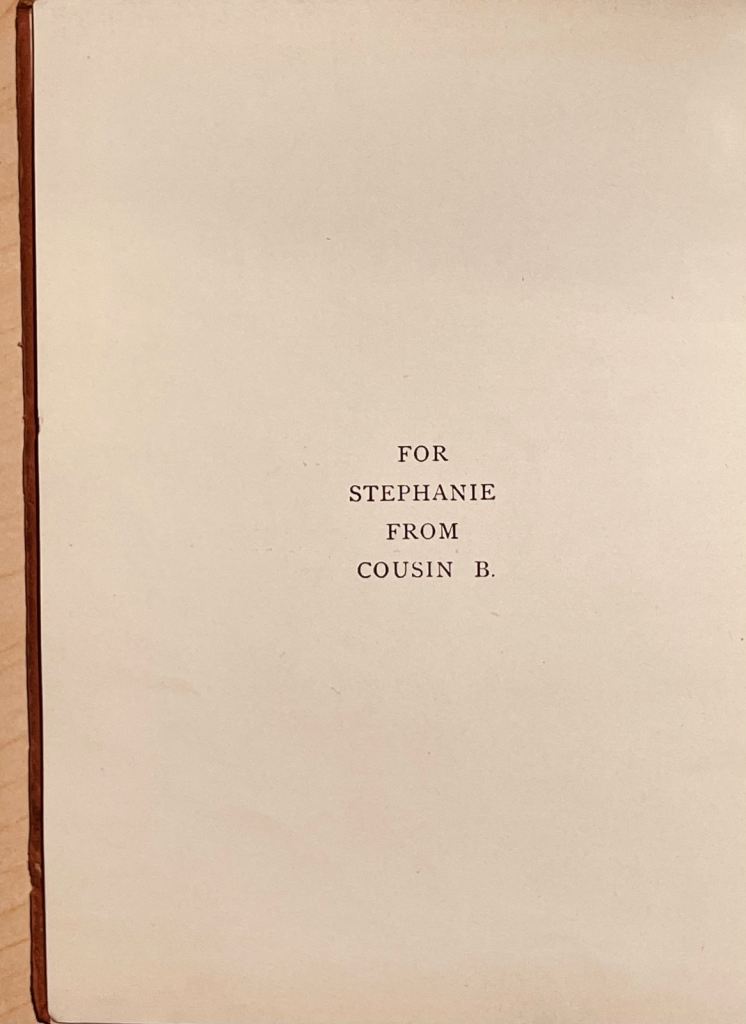 FOR
STEPHANIE
FROM
COUSIN B.